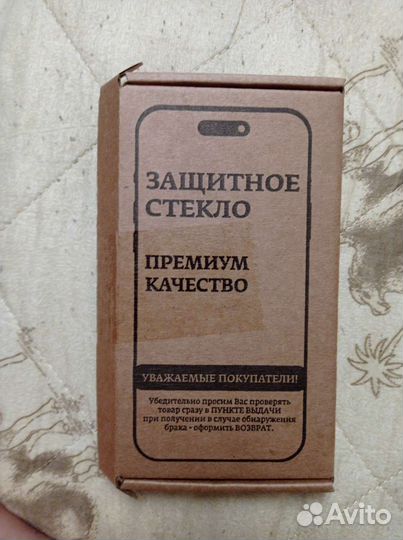 ЗАЩИТНОЕ
СТЕКЛО
ПРЕМИУМ
КАЧЕСТВО
УВАЖАЕМЫЕ ПОКУПАТЕЛИ!
Убедительно просим Вас проверять
товар сразу в ПУНКТЕ ВЫДАЧИ
при получении в случае обнаружения
брака - оформить ВОЗВРАТ.
Avito